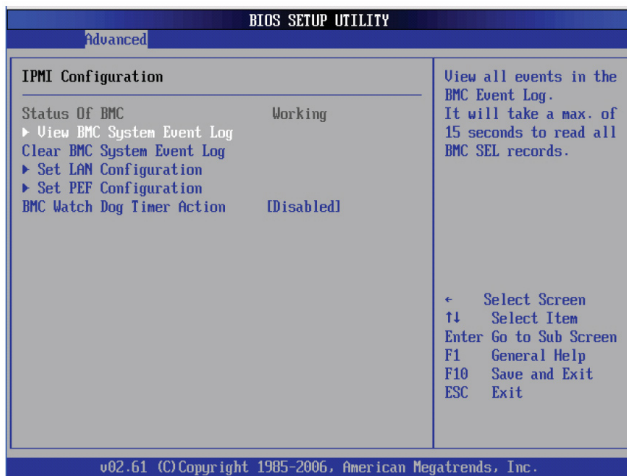 BIOS SETUP UTILITY
Advanced
IPMI Configuration
Status Of BMC Working
▶ View BMC System Event Log
Clear BMC System Event Log
▶ Set LAN Configuration
▶ Set PEF Configuration
BMC Watch Dog Timer Action [Disabled]
View all events in the
BMC Event Log.
It will take a max. of
15 seconds to read all
BMC SEL records.
← Select Screen
↑↓ Select Item
Enter Go to Sub Screen
F1 General Help
F10 Save and Exit
ESC Exit
v02.61 (C)Copyright 1985-2006, American Megatrends, Inc.